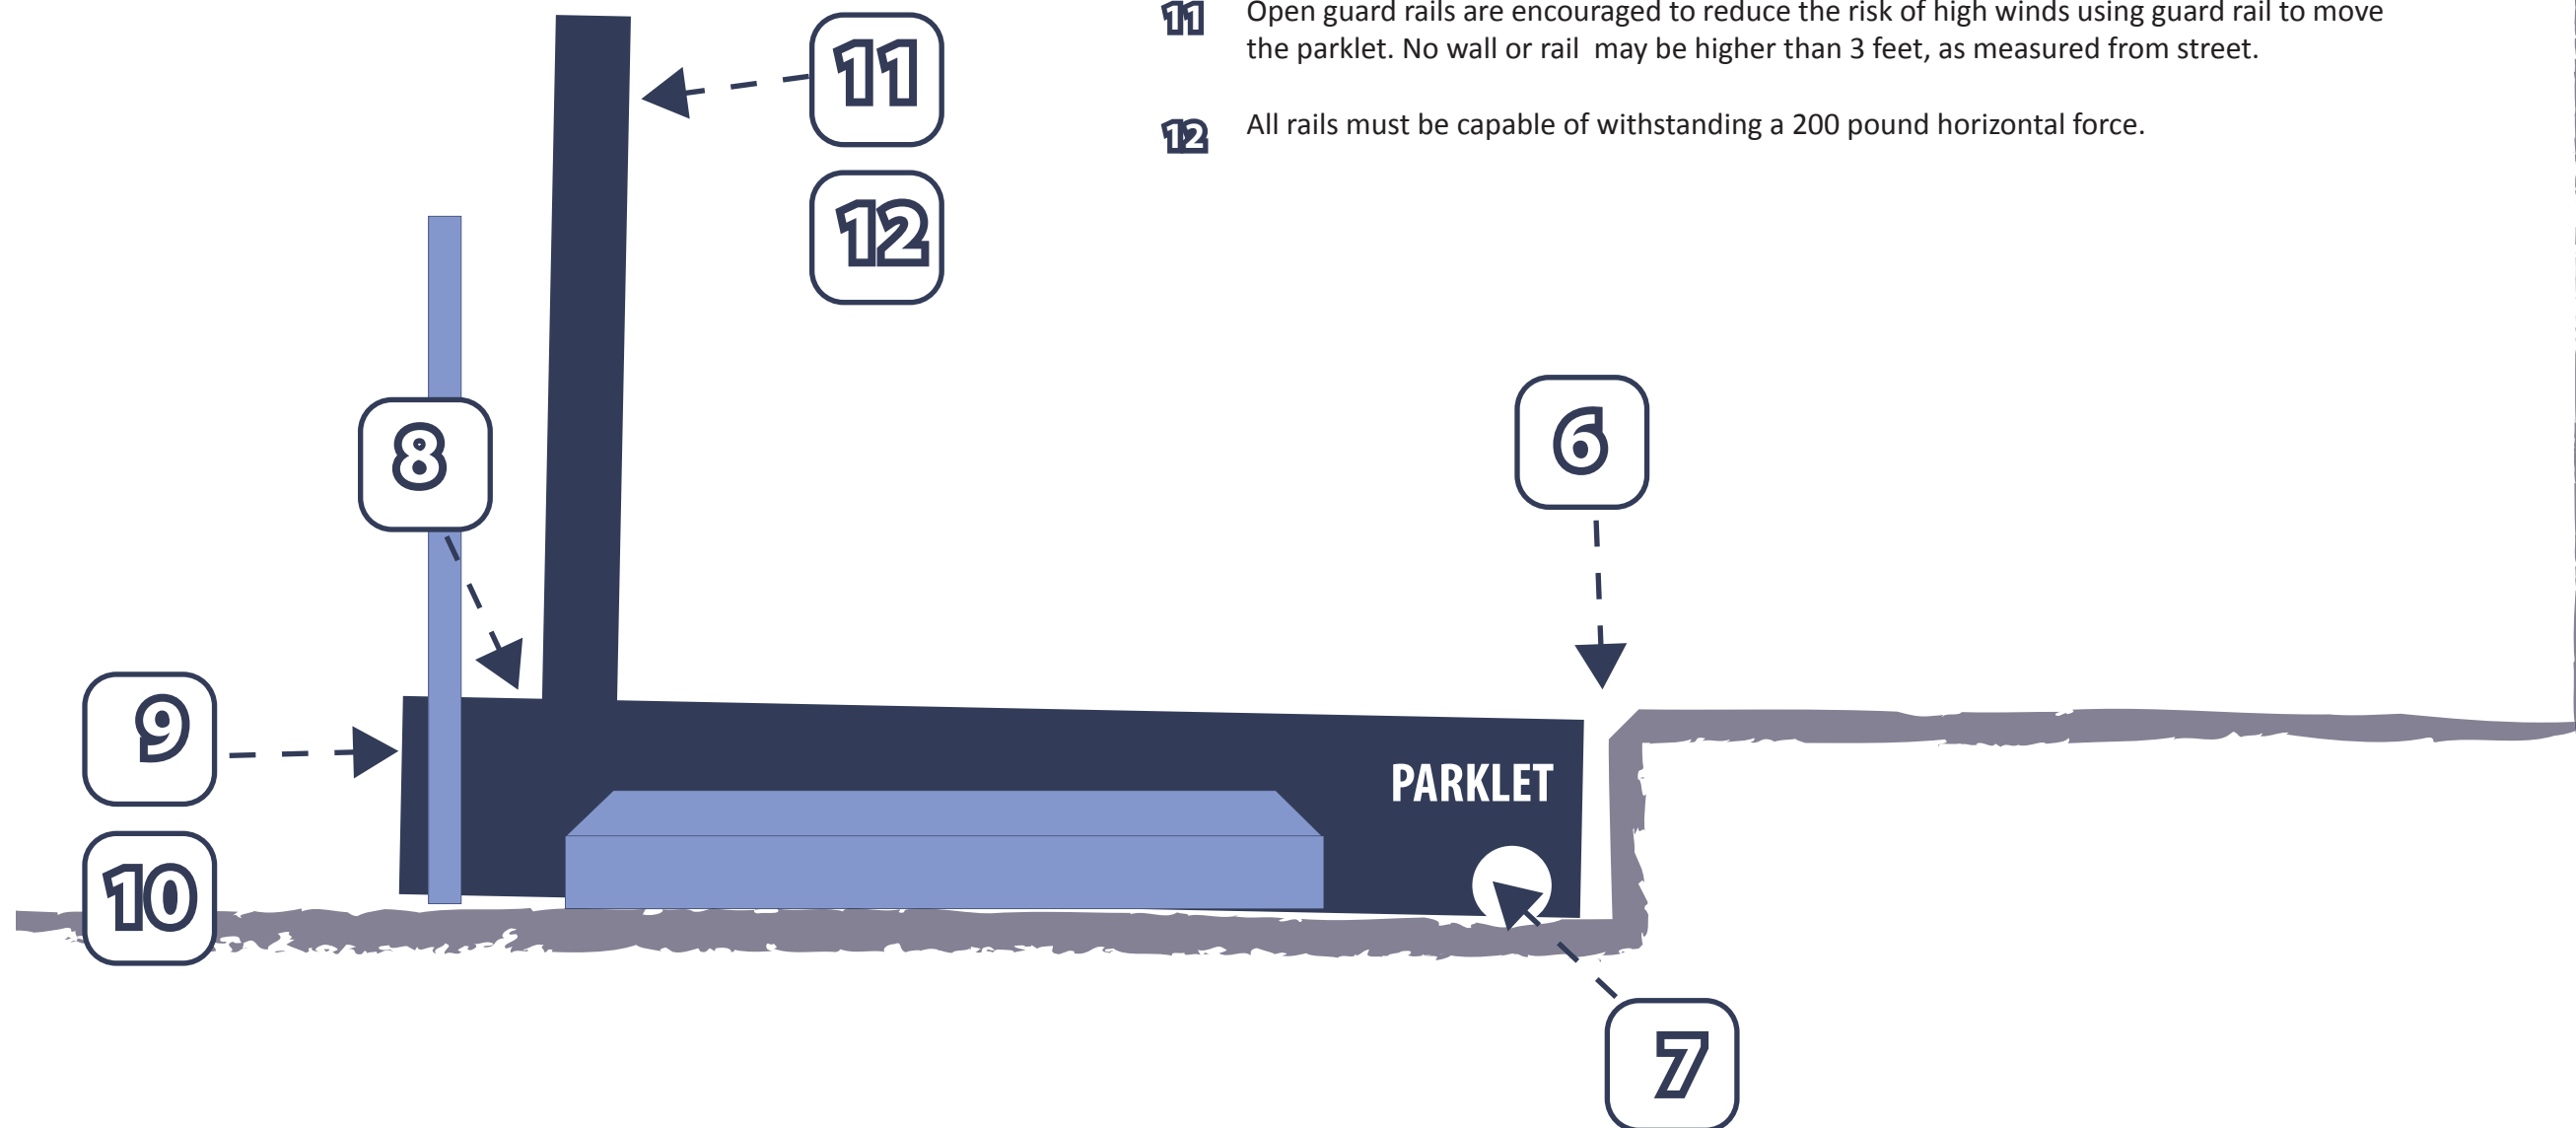 11 Open guard rails are encouraged to reduce the risk of high winds using guard rail to move
the parklet. No wall or rail may be higher than 3 feet, as measured from street.
12 All rails must be capable of withstanding a 200 pound horizontal force.
11
12
8
6
9
PARKLET
10
7